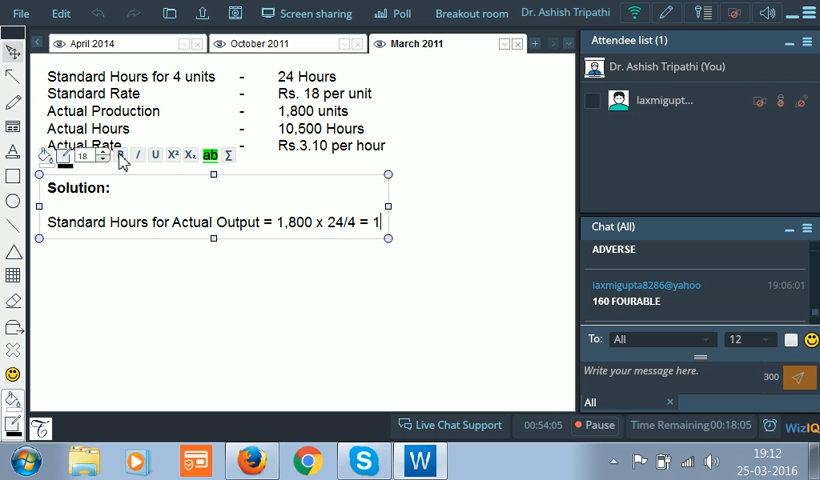 File Edit Screen sharing Poll Breakout room Dr. Ashish Tripathi
April 2014 October 2011 March 2011
Attendee list (1)
Dr. Ashish Tripathi (You)
laxmigupt...
Standard Hours for 4 units - 24 Hours
Standard Rate - Rs. 18 per unit
Actual Production - 1,800 units
Actual Hours - 10,500 Hours
Actual Rate - Rs.3.10 per hour
18 B I U X² X₂ ab Σ
Solution:
Standard Hours for Actual Output = 1,800 x 24/4 = 1
Chat (All)
ADVERSE
laxmigupta8286@yahoo 19:06:01
160 FOURABLE
To: All 12
Write your message here. 300
All
Live Chat Support 00:54:05 Pause Time Remaining 00:18:05 WizIQ
19:12
25-03-2016